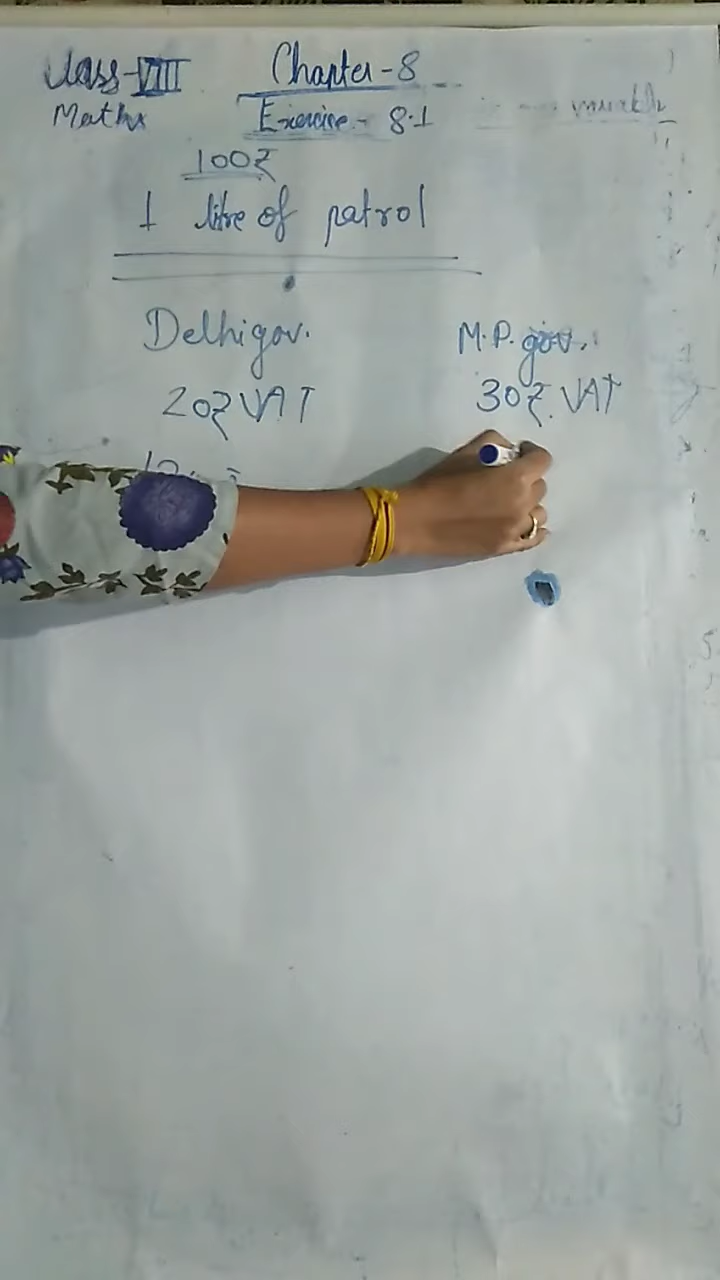 Class-VIII
Chapter-8
Maths
Exercise- 8.1
100₹
1 litre of patrol
Delhi gov.
M.P. gov.
20₹ VAT
30₹. VAT